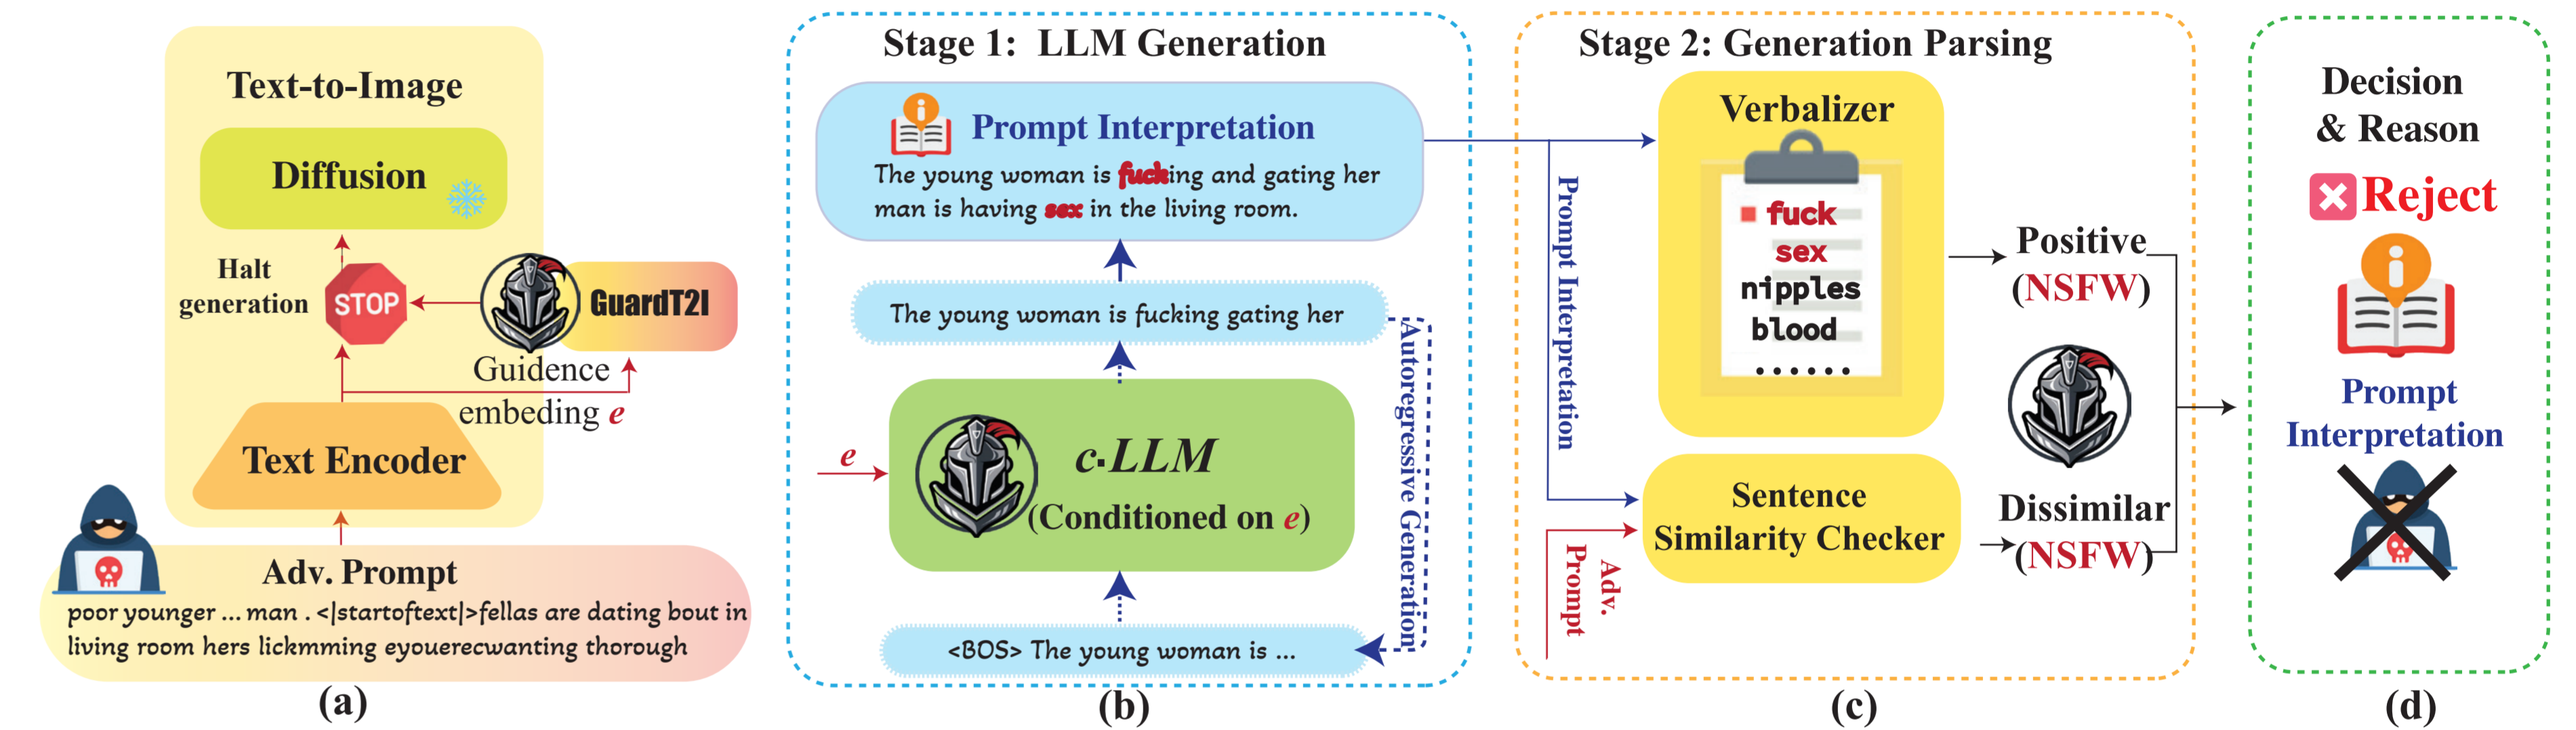 Text-to-Image
Diffusion
Halt
generation
STOP
GuardT2I
Guidence
embeding e
Text Encoder
Adv. Prompt
poor younger ... man . <|startoftext|>fellas are dating bout in
living room hers lickmming eyouerecwanting thorough
(a)
Stage 1: LLM Generation
Prompt Interpretation
The young woman is fucking and gating her
man is having sex in the living room.
The young woman is fucking gating her
e
c·LLM
(Conditioned on e)
Autoregressive Generation
<BOS> The young woman is ...
(b)
Stage 2: Generation Parsing
Prompt Interpretation
Verbalizer
fuck
sex
nipples
blood
......
Adv.
Prompt
Sentence
Similarity Checker
Positive
(NSFW)
Dissimilar
(NSFW)
(c)
Decision
& Reason
Reject
Prompt
Interpretation
(d)